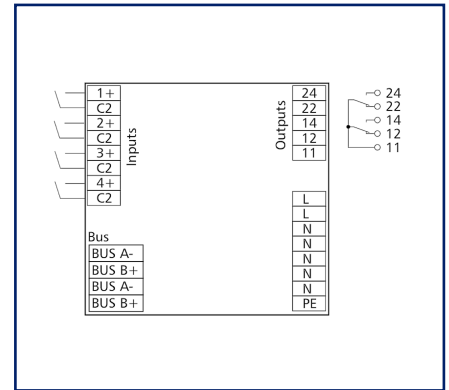 1+
C2
2+
C2
3+
C2
4+
C2
Inputs
Bus
BUS A-
BUS B+
BUS A-
BUS B+
Outputs
24
22
14
12
11
L
L
N
N
N
N
N
PE
24
22
14
12
11